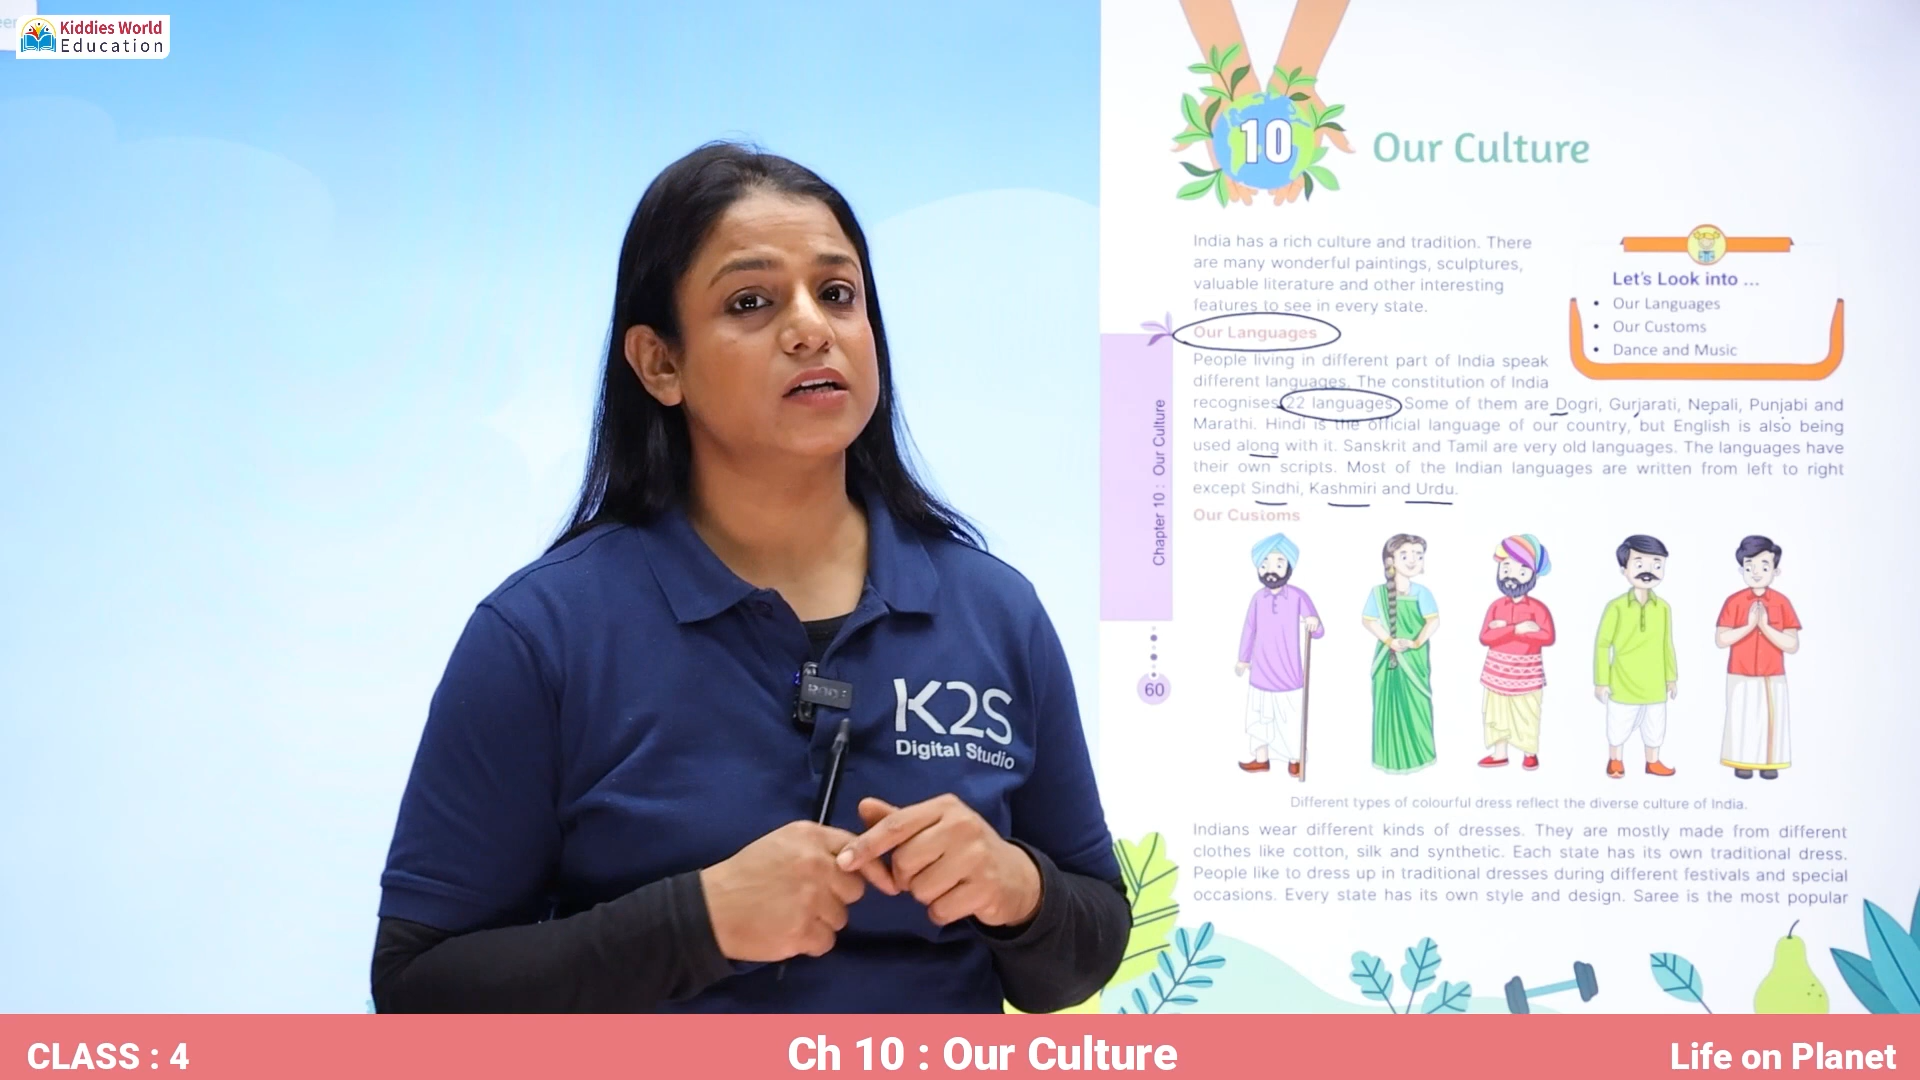 Kiddies World
Education
10
Our Culture
India has a rich culture and tradition. There
are many wonderful paintings, sculptures,
valuable literature and other interesting
features to see in every state.
Let's Look into ...
• Our Languages
• Our Customs
• Dance and Music
Our Languages
People living in different part of India speak
different languages. The constitution of India
recognises 22 languages. Some of them are Dogri, Gurjarati, Nepali, Punjabi and
Marathi. Hindi is the official language of our country, but English is also being
used along with it. Sanskrit and Tamil are very old languages. The languages have
their own scripts. Most of the Indian languages are written from left to right
except Sindhi, Kashmiri and Urdu.
Our Customs
Chapter 10 : Our Culture
60
Different types of colourful dress reflect the diverse culture of India.
Indians wear different kinds of dresses. They are mostly made from different
clothes like cotton, silk and synthetic. Each state has its own traditional dress.
People like to dress up in traditional dresses during different festivals and special
occasions. Every state has its own style and design. Saree is the most popular
K2S
Digital Studio
CLASS : 4
Ch 10 : Our Culture
Life on Planet